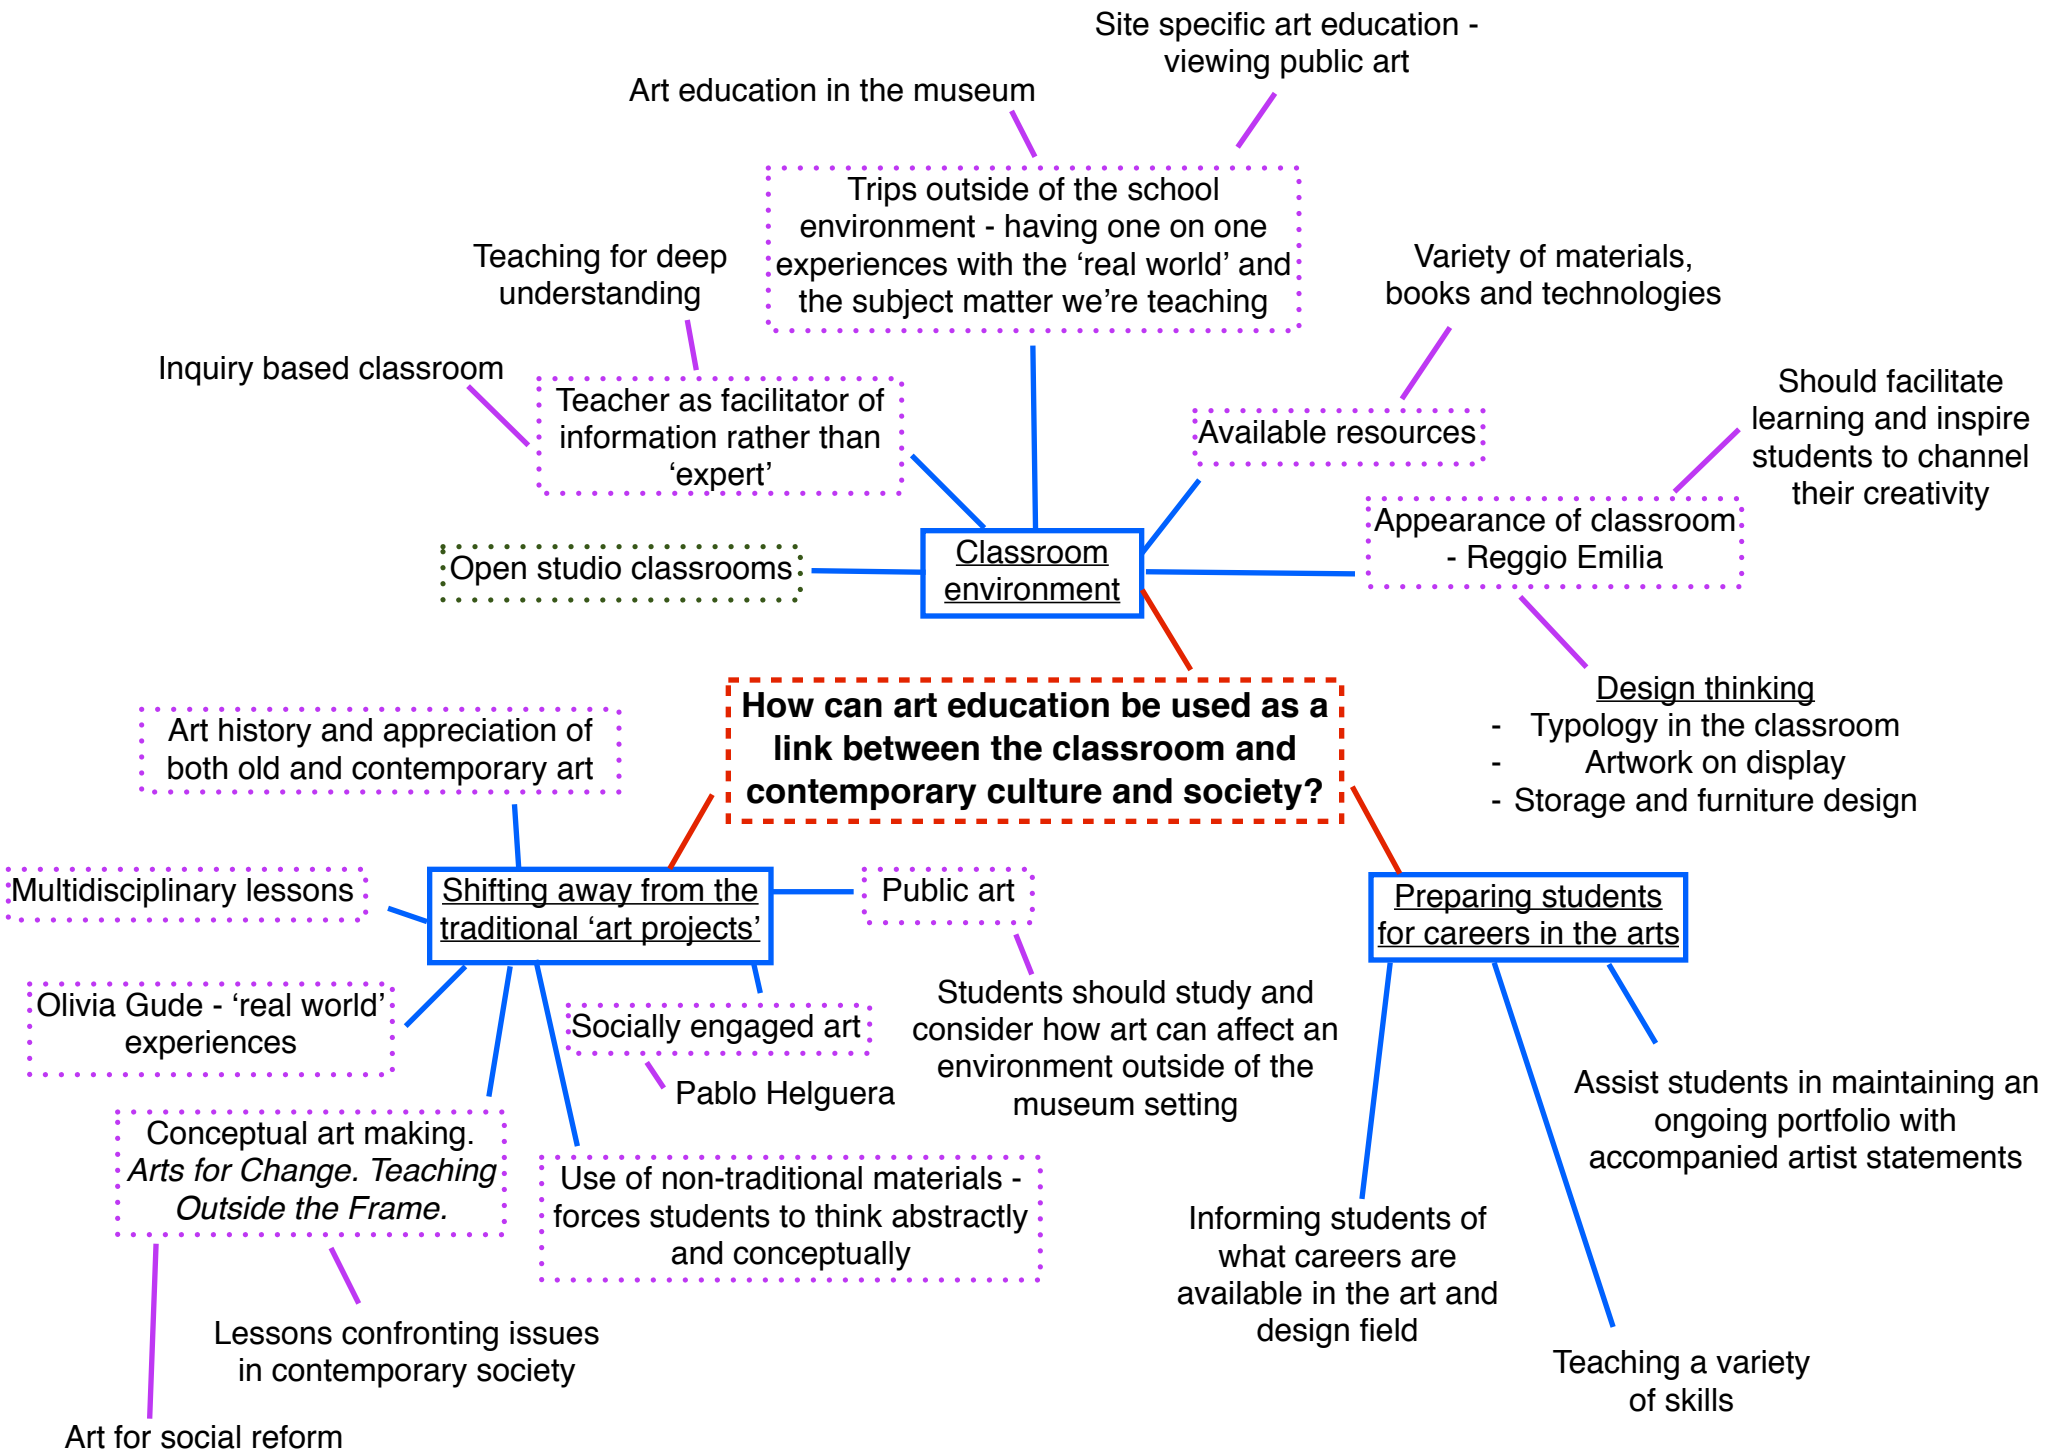 Site specific art education -
viewing public art
Art education in the museum
Trips outside of the school
environment - having one on one
experiences with the ‘real world’ and
the subject matter we’re teaching
Teaching for deep
understanding
Variety of materials,
books and technologies
Inquiry based classroom
Teacher as facilitator of
information rather than
‘expert’
Available resources
Should facilitate
learning and inspire
students to channel
their creativity
Appearance of classroom
- Reggio Emilia
Open studio classrooms
Classroom
environment
Design thinking
- Typology in the classroom
- Artwork on display
- Storage and furniture design
How can art education be used as a
link between the classroom and
contemporary culture and society?
Art history and appreciation of
both old and contemporary art
Multidisciplinary lessons
Shifting away from the
traditional ‘art projects’
Public art
Preparing students
for careers in the arts
Olivia Gude - ‘real world’
experiences
Socially engaged art
Pablo Helguera
Students should study and
consider how art can affect an
environment outside of the
museum setting
Assist students in maintaining an
ongoing portfolio with
accompanied artist statements
Conceptual art making.
Arts for Change. Teaching
Outside the Frame.
Use of non-traditional materials -
forces students to think abstractly
and conceptually
Informing students of
what careers are
available in the art and
design field
Lessons confronting issues
in contemporary society
Teaching a variety
of skills
Art for social reform